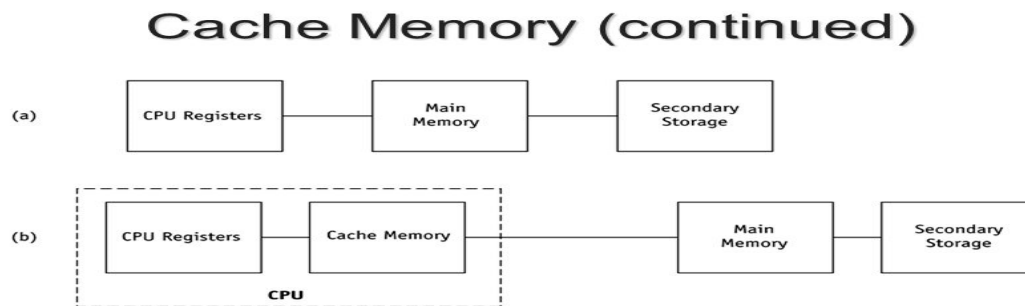 Cache Memory (continued)
(a)
CPU Registers
Main
Memory
Secondary
Storage
(b)
CPU Registers
Cache Memory
Main
Memory
Secondary
Storage
CPU